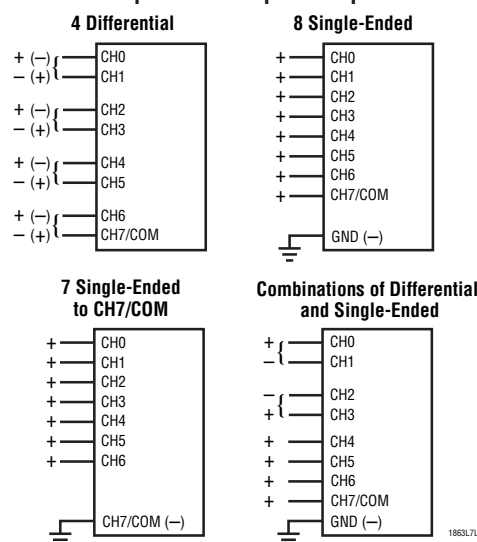 4 Differential
+ (−) { CH0
− (+) CH1
+ (−) { CH2
− (+) CH3
+ (−) { CH4
− (+) CH5
+ (−) { CH6
− (+) CH7/COM
8 Single-Ended
+ CH0
+ CH1
+ CH2
+ CH3
+ CH4
+ CH5
+ CH6
+ CH7/COM
GND (−)
7 Single-Ended
to CH7/COM
+ CH0
+ CH1
+ CH2
+ CH3
+ CH4
+ CH5
+ CH6
CH7/COM (−)
Combinations of Differential
and Single-Ended
+ { CH0
− CH1
− { CH2
+ CH3
+ CH4
+ CH5
+ CH6
+ CH7/COM
GND (−)